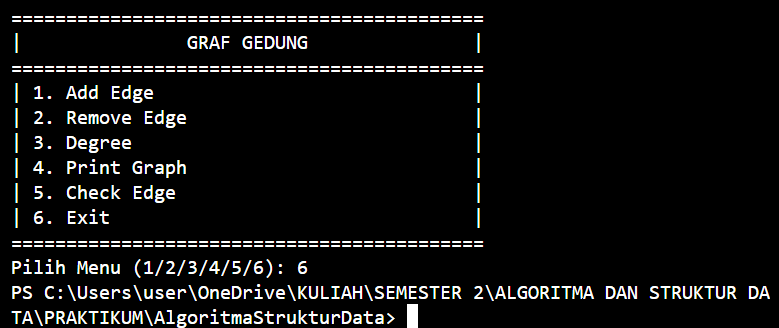 ===========================================
|               GRAF GEDUNG               |
===========================================
| 1. Add Edge                             |
| 2. Remove Edge                          |
| 3. Degree                               |
| 4. Print Graph                          |
| 5. Check Edge                           |
| 6. Exit                                 |
===========================================
Pilih Menu (1/2/3/4/5/6): 6
PS C:\Users\user\OneDrive\KULIAH\SEMESTER 2\ALGORITMA DAN STRUKTUR DA
TA\PRAKTIKUM\AlgoritmaStrukturData>